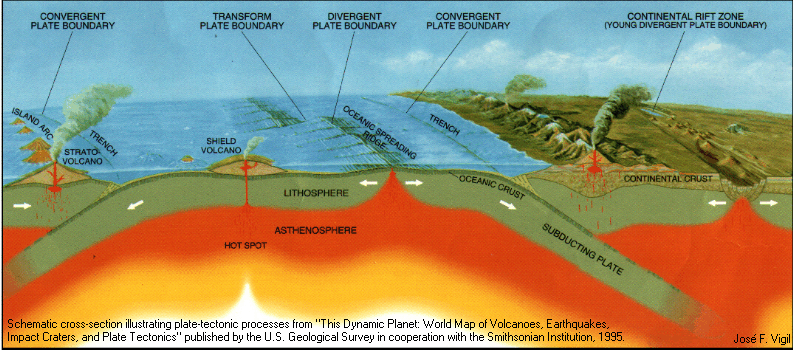 CONVERGENT
PLATE BOUNDARY
TRANSFORM
PLATE BOUNDARY
DIVERGENT
PLATE BOUNDARY
CONVERGENT
PLATE BOUNDARY
CONTINENTAL RIFT ZONE
(YOUNG DIVERGENT PLATE BOUNDARY)
ISLAND ARC
TRENCH
STRATO-
VOLCANO
SHIELD
VOLCANO
OCEANIC SPREADING
RIDGE
TRENCH
LITHOSPHERE
OCEANIC CRUST
CONTINENTAL CRUST
ASTHENOSPHERE
HOT SPOT
SUBDUCTING PLATE
Schematic cross-section illustrating plate-tectonic processes from "This Dynamic Planet: World Map of Volcanoes, Earthquakes,
Impact Craters, and Plate Tectonics" published by the U.S. Geological Survey in cooperation with the Smithsonian Institution, 1995.
José F. Vigil